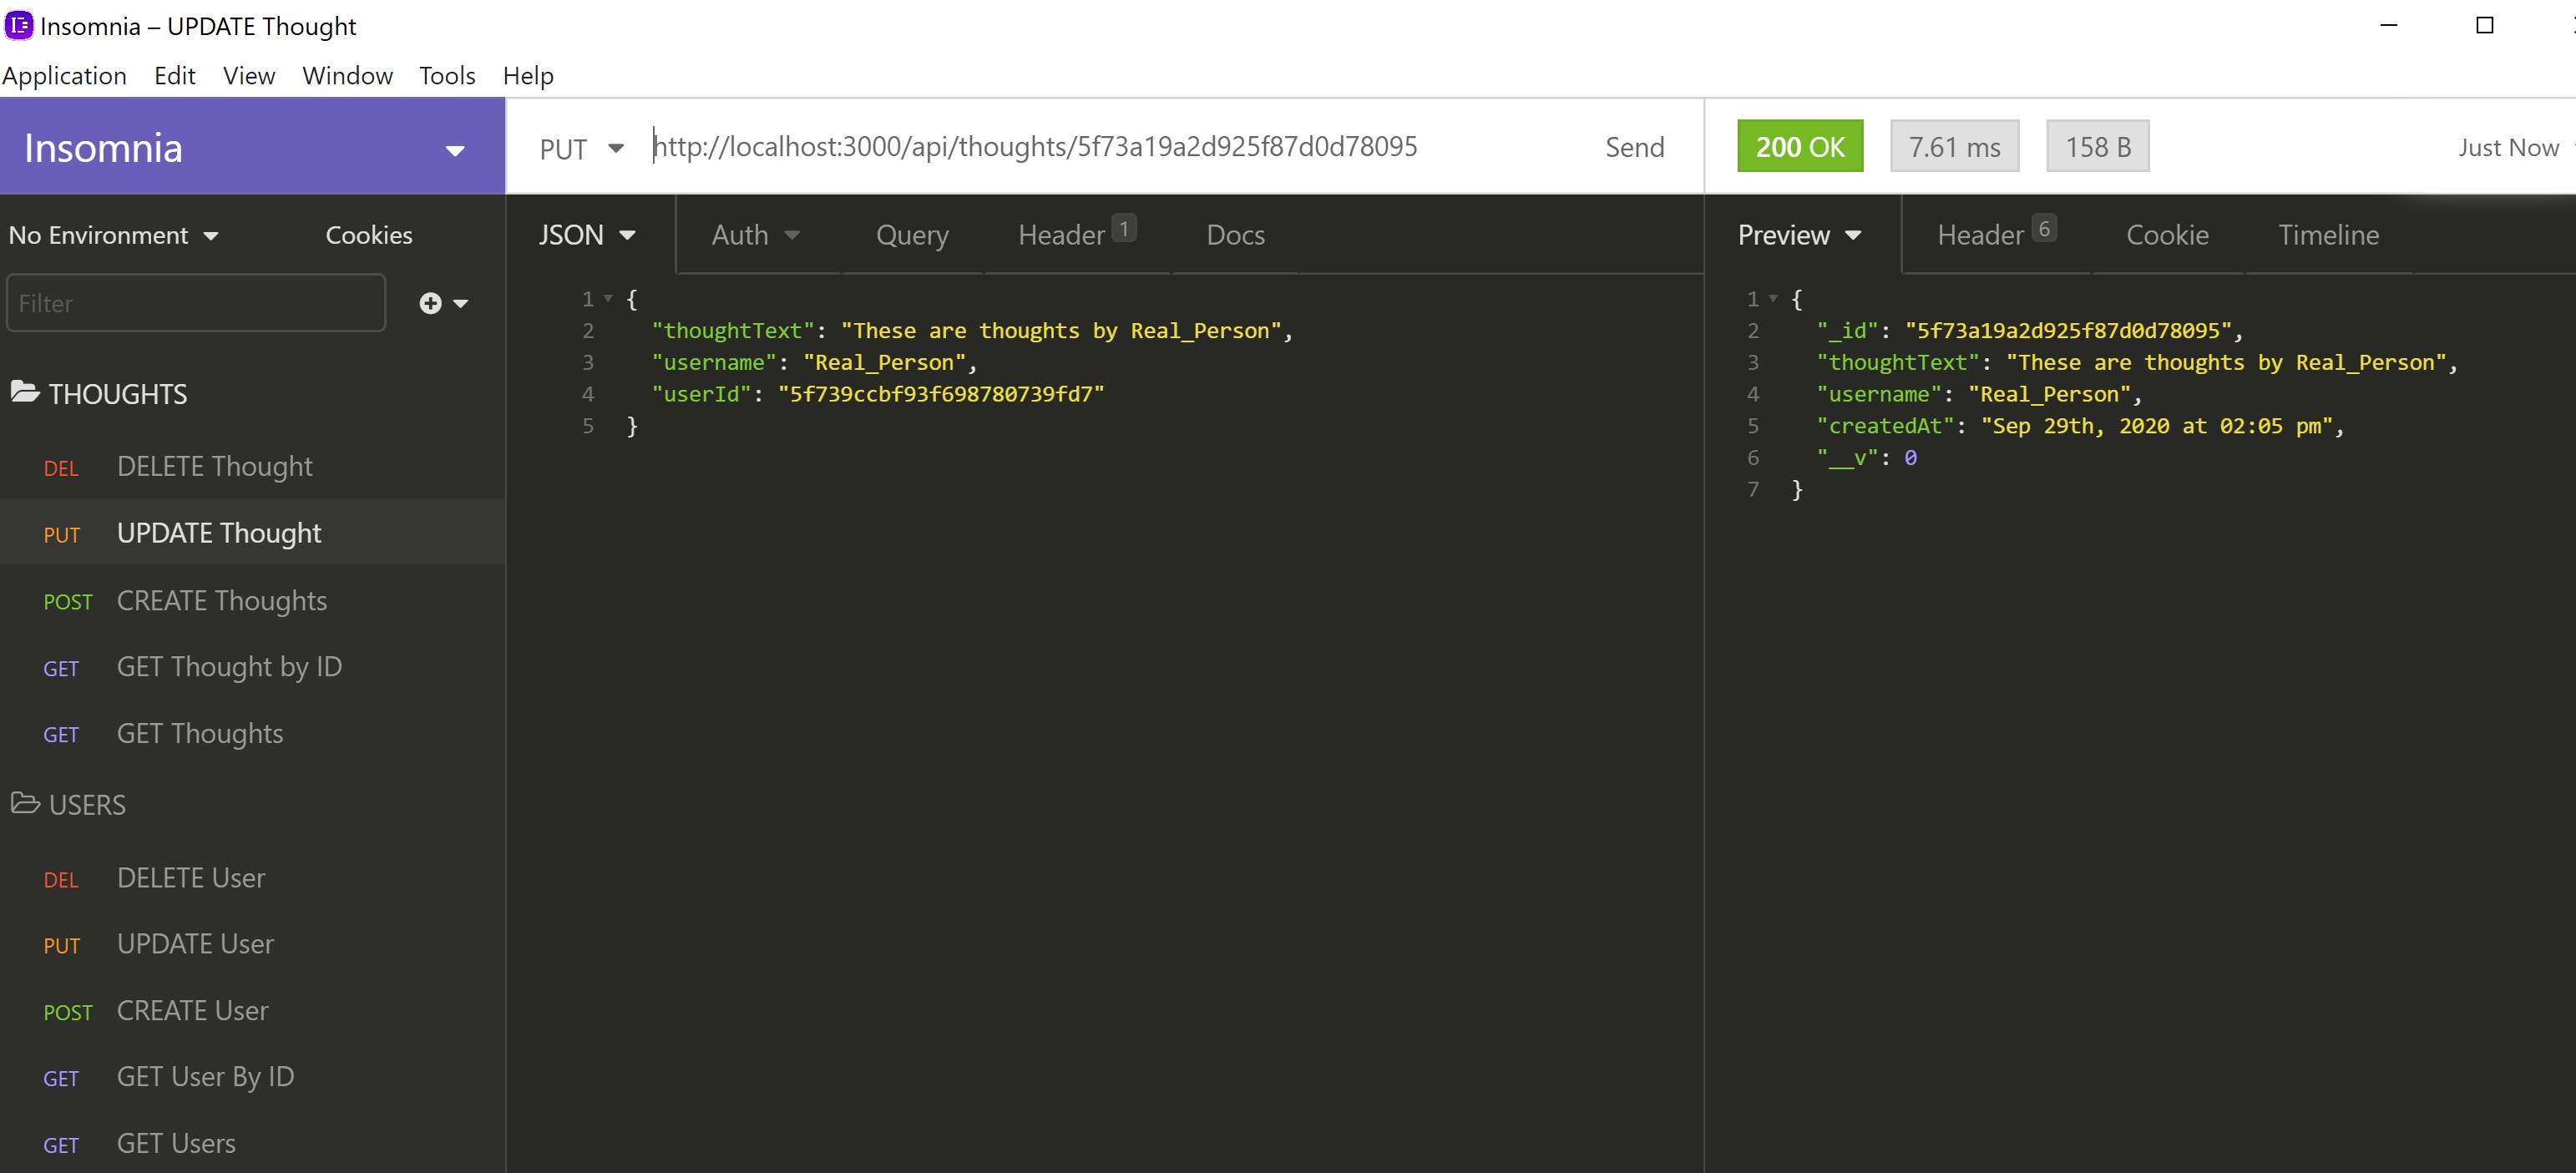 Insomnia – UPDATE Thought
Application Edit View Window Tools Help
Insomnia
PUT http://localhost:3000/api/thoughts/5f73a19a2d925f87d0d78095 Send
200 OK 7.61 ms 158 B Just Now
No Environment Cookies
JSON Auth Query Header 1 Docs
Preview Header 6 Cookie Timeline
Filter
THOUGHTS
DEL DELETE Thought
PUT UPDATE Thought
POST CREATE Thoughts
GET GET Thought by ID
GET GET Thoughts
USERS
DEL DELETE User
PUT UPDATE User
POST CREATE User
GET GET User By ID
GET GET Users
1 {
2 "thoughtText": "These are thoughts by Real_Person",
3 "username": "Real_Person",
4 "userId": "5f739ccbf93f698780739fd7"
5 }
1 {
2 "_id": "5f73a19a2d925f87d0d78095",
3 "thoughtText": "These are thoughts by Real_Person",
4 "username": "Real_Person",
5 "createdAt": "Sep 29th, 2020 at 02:05 pm",
6 "__v": 0
7 }